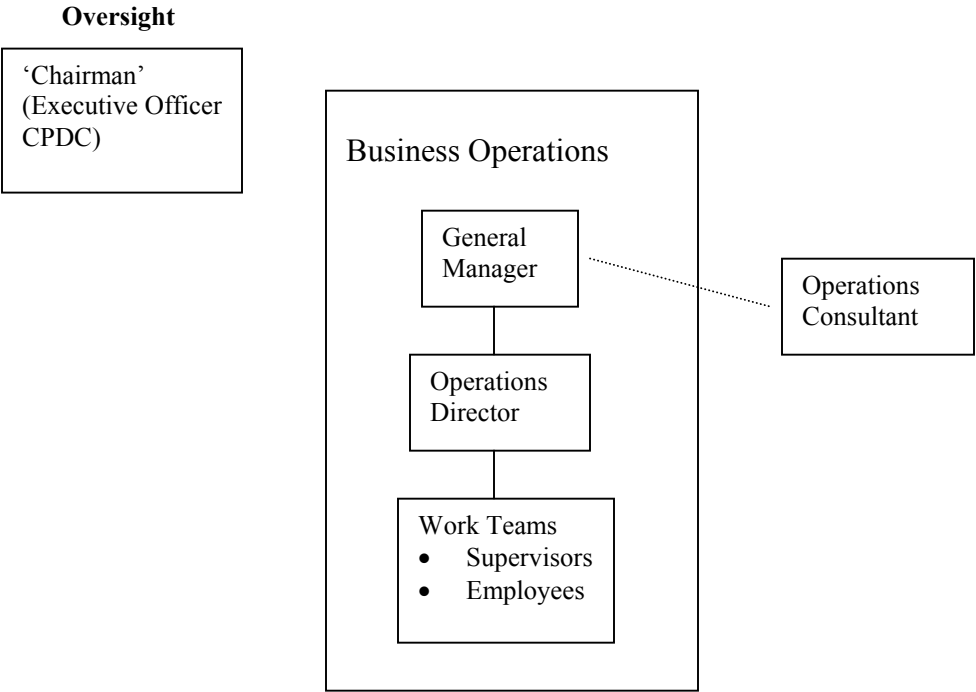 Oversight
‘Chairman’
(Executive Officer
CPDC)
Business Operations
General
Manager
Operations
Consultant
Operations
Director
Work Teams
• Supervisors
• Employees